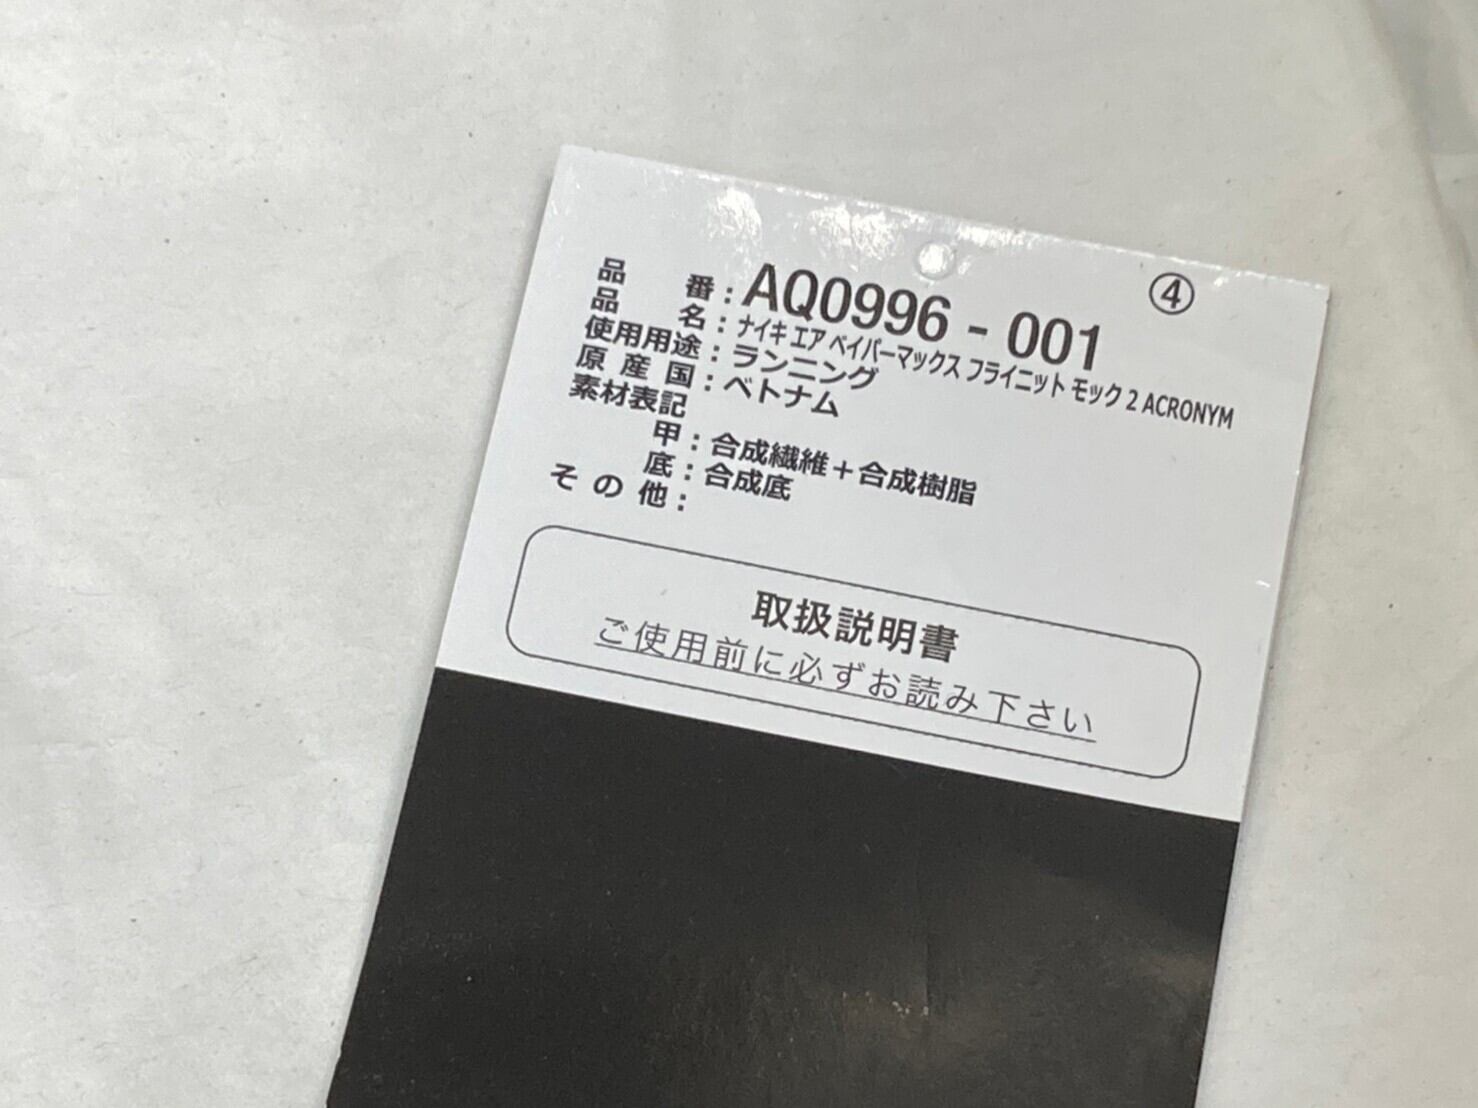 ④
品番：AQ0996 - 001
品名：ナイキ エア ベイパーマックス フライニット モック 2 ACRONYM
使用用途：ランニング
原産国：ベトナム
素材表記
甲：合成繊維＋合成樹脂
底：合成底
その他：
取扱説明書
ご使用前に必ずお読み下さい